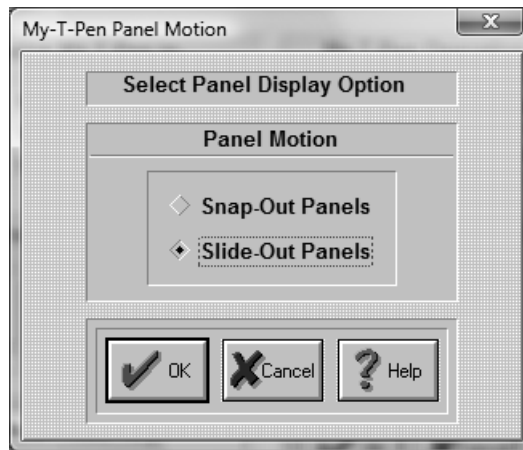 My-T-Pen Panel Motion
Select Panel Display Option
Panel Motion
Snap-Out Panels
Slide-Out Panels
OK Cancel Help